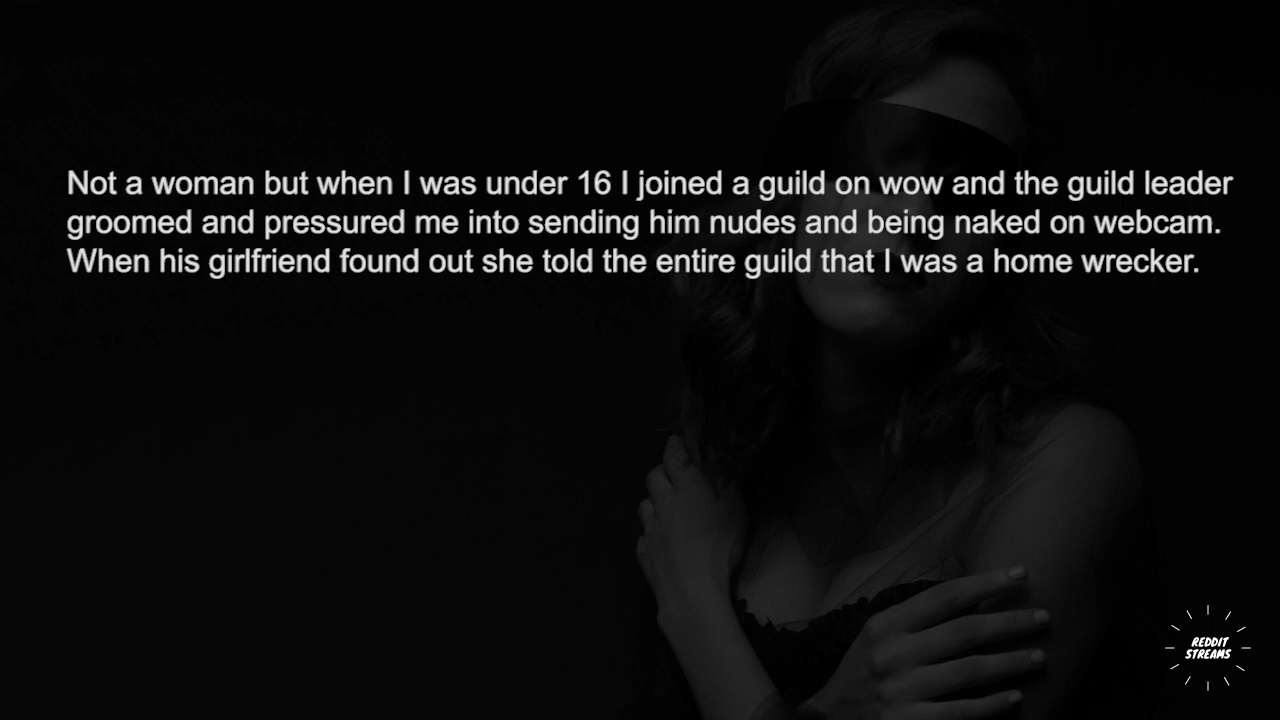 Not a woman but when I was under 16 I joined a guild on wow and the guild leader
groomed and pressured me into sending him nudes and being naked on webcam.
When his girlfriend found out she told the entire guild that I was a home wrecker.
REDDIT
STREAMS